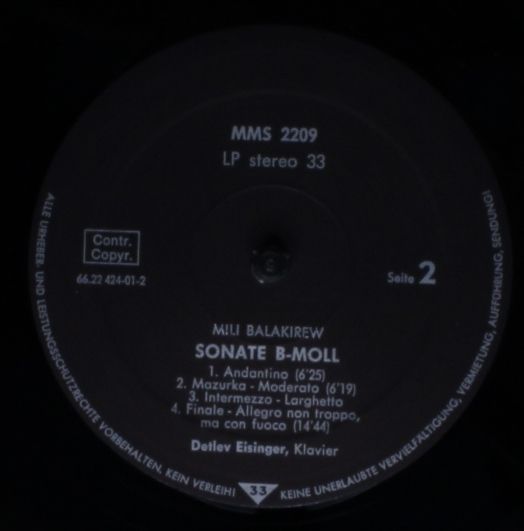 MMS 2209
LP stereo 33
Contr.
Copyr.
66.22 424-01-2
Seite 2
MILI BALAKIREW
SONATE B-MOLL
1. Andantino (6'25)
2. Mazurka - Moderato (6'19)
3. Intermezzo - Larghetto
4. Finale - Allegro non troppo,
ma con fuoco (14'44)
Detlev Eisinger, Klavier
ALLE URHEBER- UND LEISTUNGSSCHUTZRECHTE VORBEHALTEN. KEIN VERLEIH! 33 KEINE UNERLAUBTE VERVIELFÄLTIGUNG, VERMIETUNG, AUFFÜHRUNG, SENDUNG!